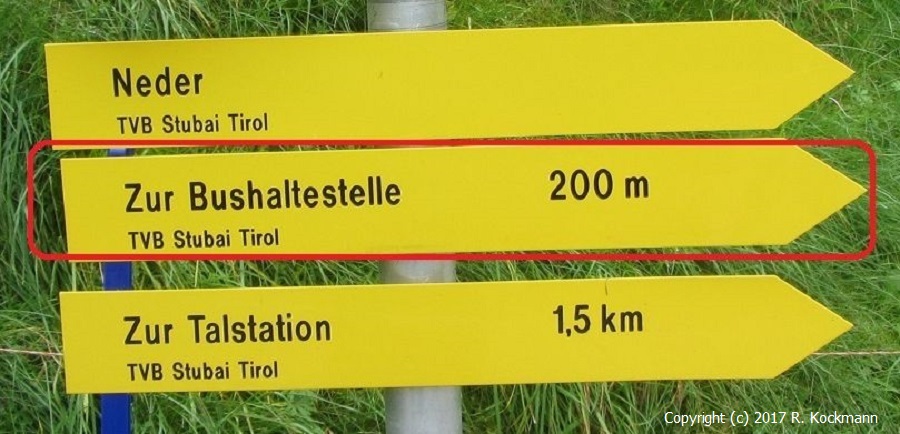 Neder
TVB Stubai Tirol
Zur Bushaltestelle 200 m
TVB Stubai Tirol
Zur Talstation 1,5 km
TVB Stubai Tirol
Copyright (c) 2017 R. Kockmann